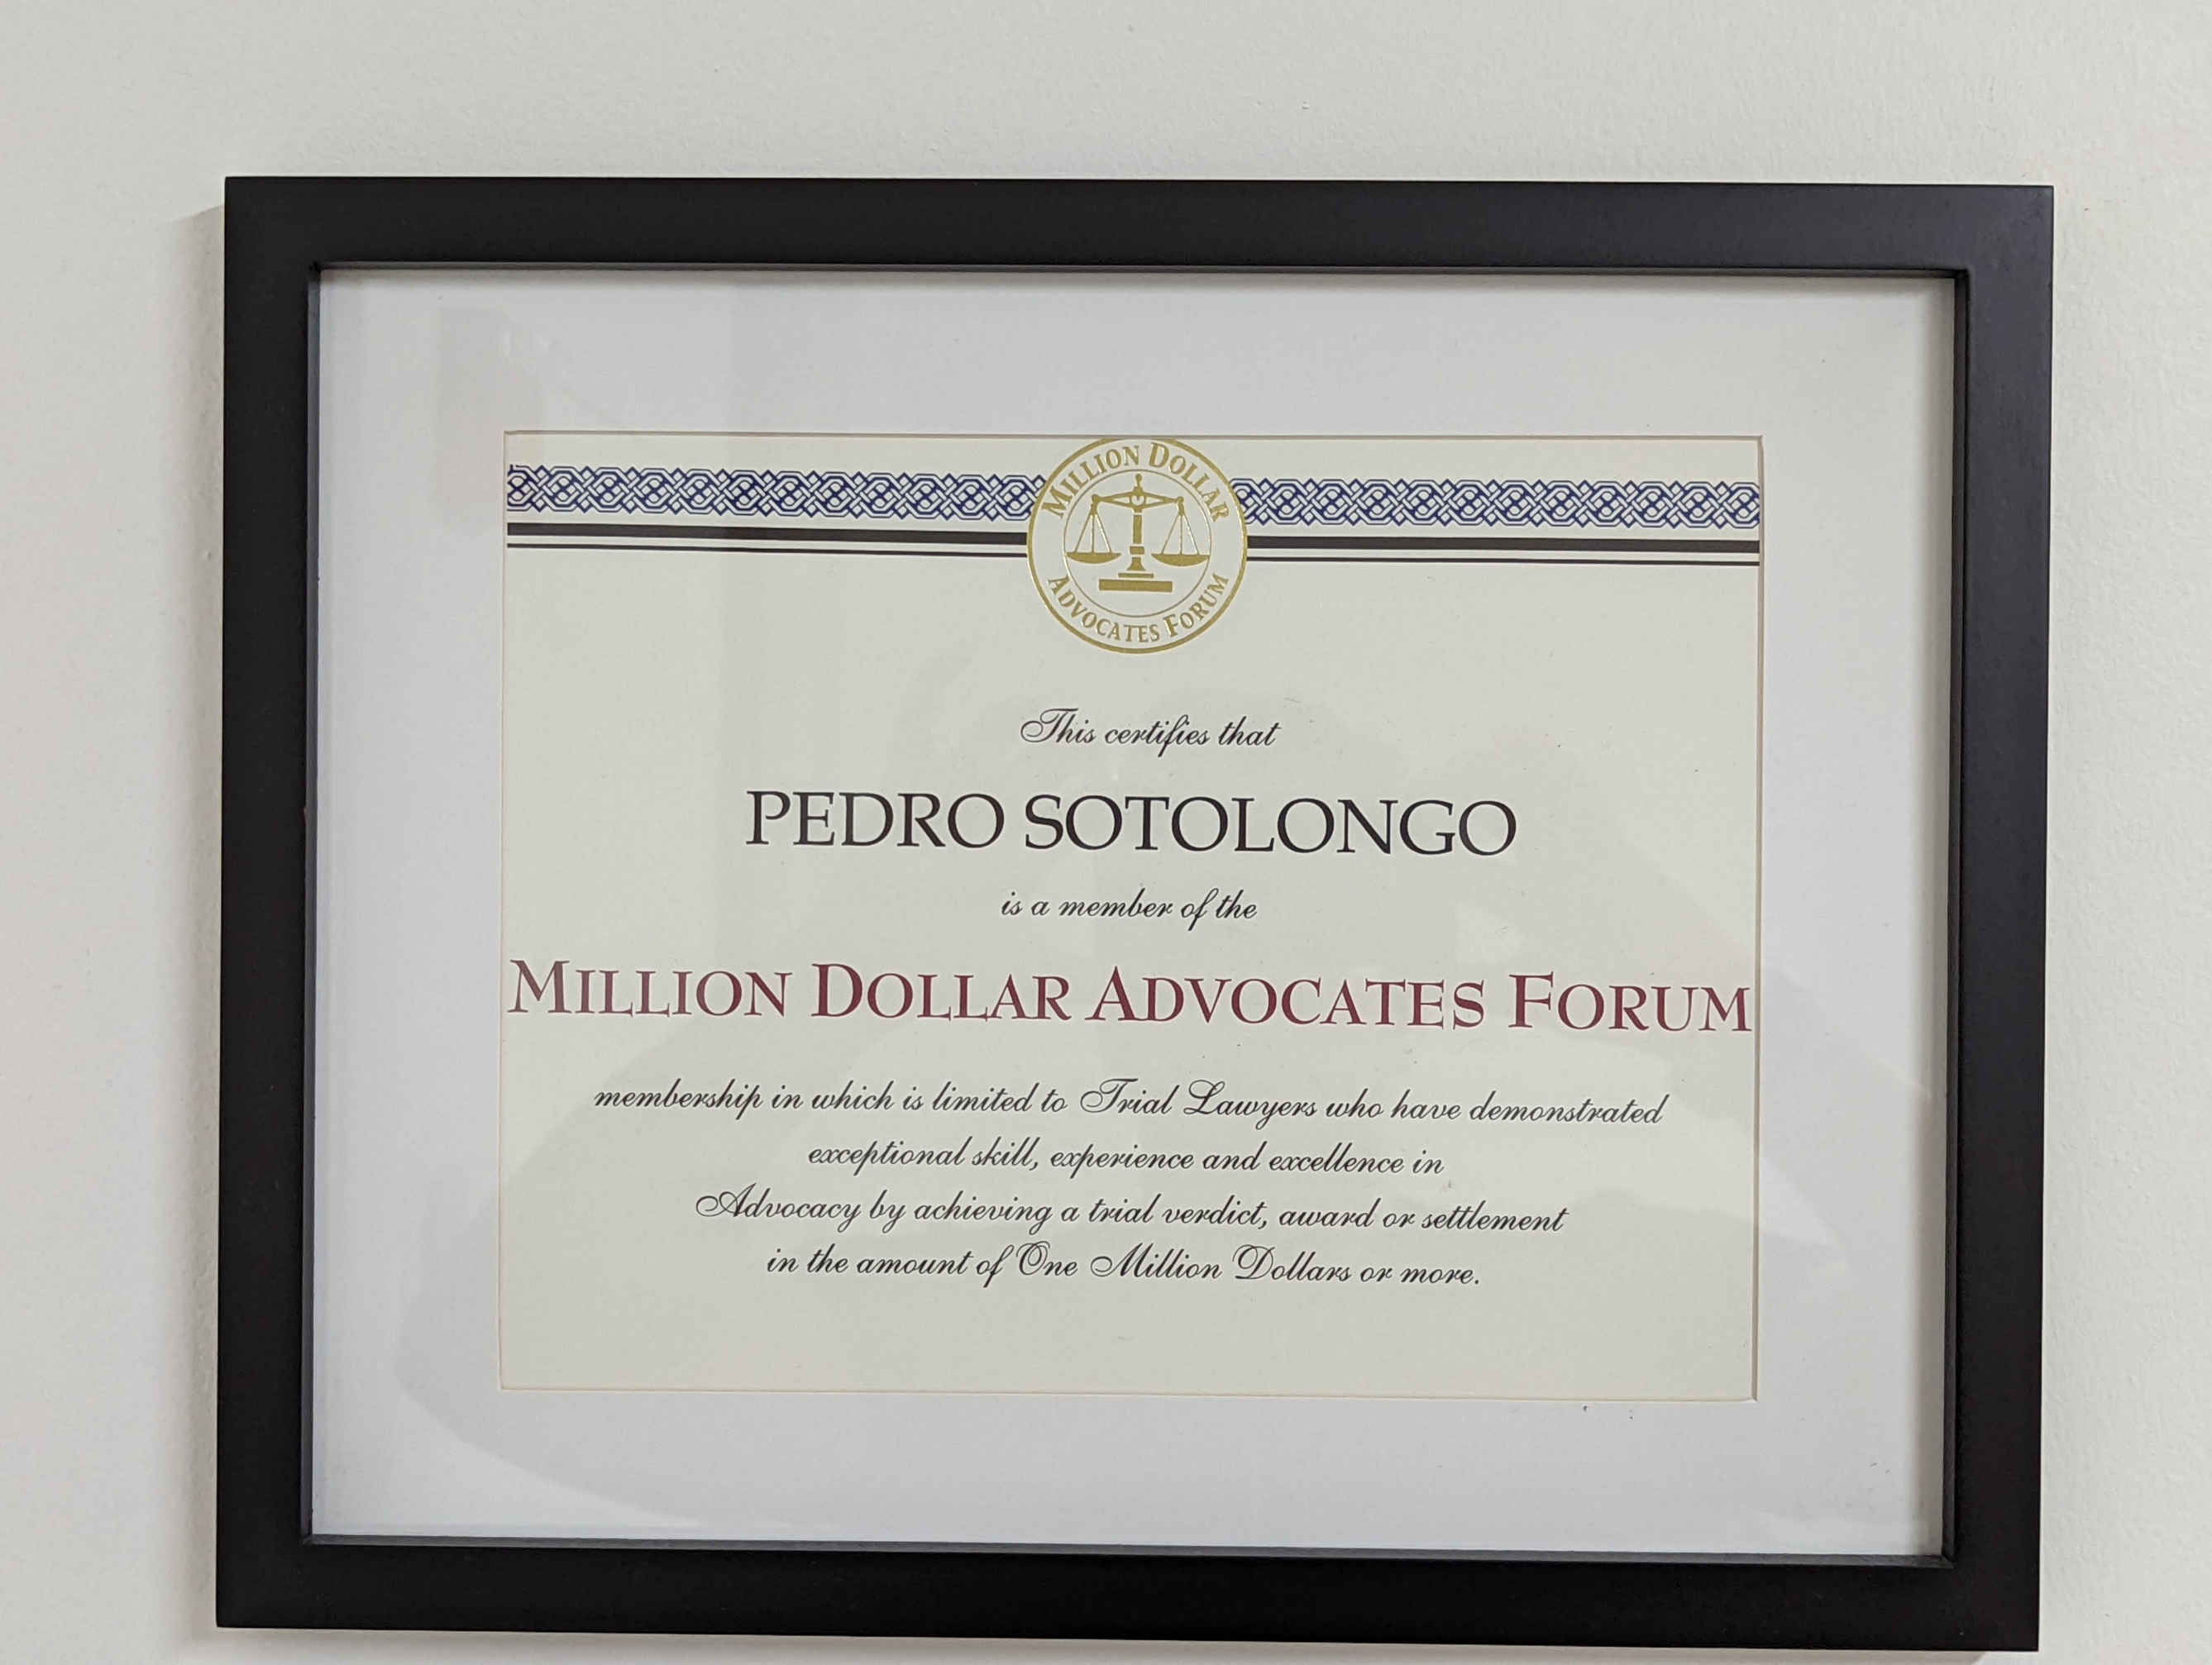 MILLION DOLLAR
ADVOCATES FORUM
This certifies that
PEDRO SOTOLONGO
is a member of the
MILLION DOLLAR ADVOCATES FORUM
membership in which is limited to Trial Lawyers who have demonstrated
exceptional skill, experience and excellence in
Advocacy by achieving a trial verdict, award or settlement
in the amount of One Million Dollars or more.